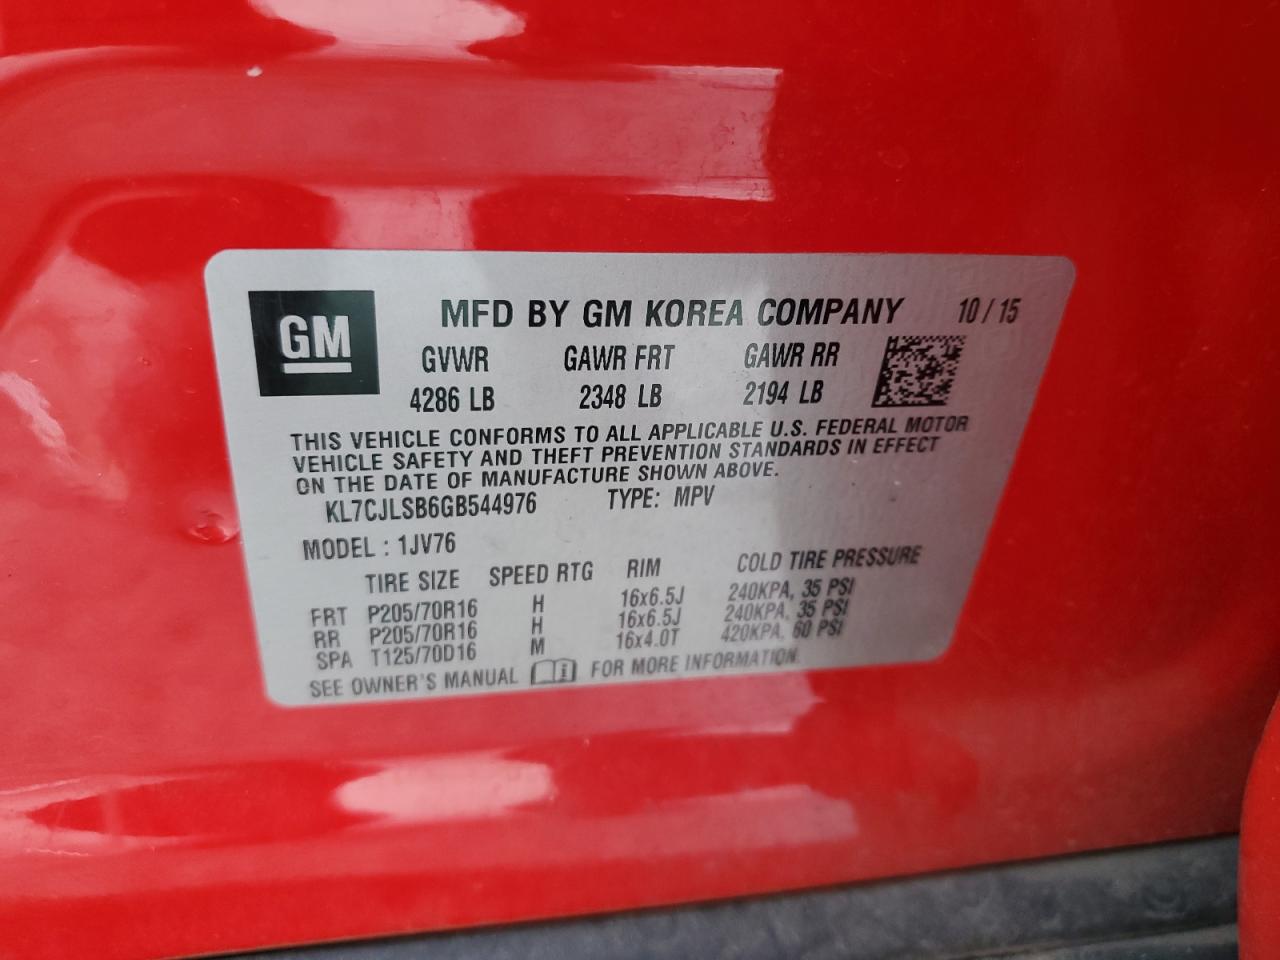 GM MFD BY GM KOREA COMPANY 10 / 15
GVWR GAWR FRT GAWR RR
4286 LB 2348 LB 2194 LB
THIS VEHICLE CONFORMS TO ALL APPLICABLE U.S. FEDERAL MOTOR
VEHICLE SAFETY AND THEFT PREVENTION STANDARDS IN EFFECT
ON THE DATE OF MANUFACTURE SHOWN ABOVE.
KL7CJLSB6GB544976 TYPE: MPV
MODEL : 1JV76
TIRE SIZE SPEED RTG RIM COLD TIRE PRESSURE
FRT P205/70R16 H 16x6.5J 240KPA, 35 PSI
RR P205/70R16 H 16x6.5J 240KPA, 35 PSI
SPA T125/70D16 M 16x4.0T 420KPA, 60 PSI
SEE OWNER'S MANUAL i FOR MORE INFORMATION.